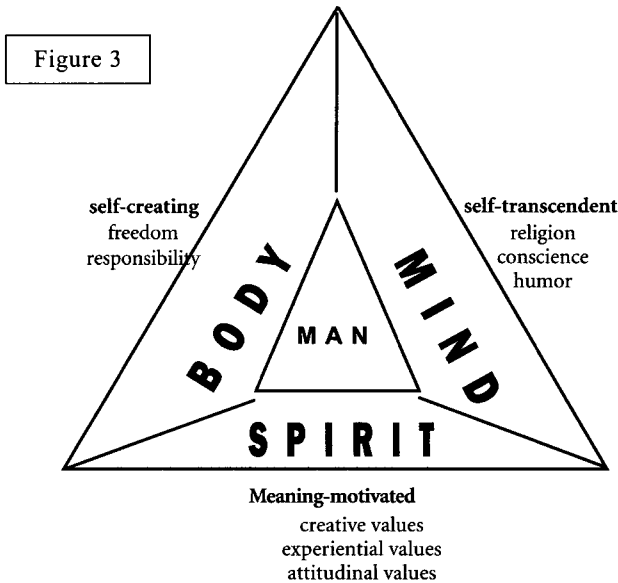 Figure 3
self-creating
freedom
responsibility
self-transcendent
religion
conscience
humor
BODY
MIND
MAN
SPIRIT
Meaning-motivated
creative values
experiential values
attitudinal values